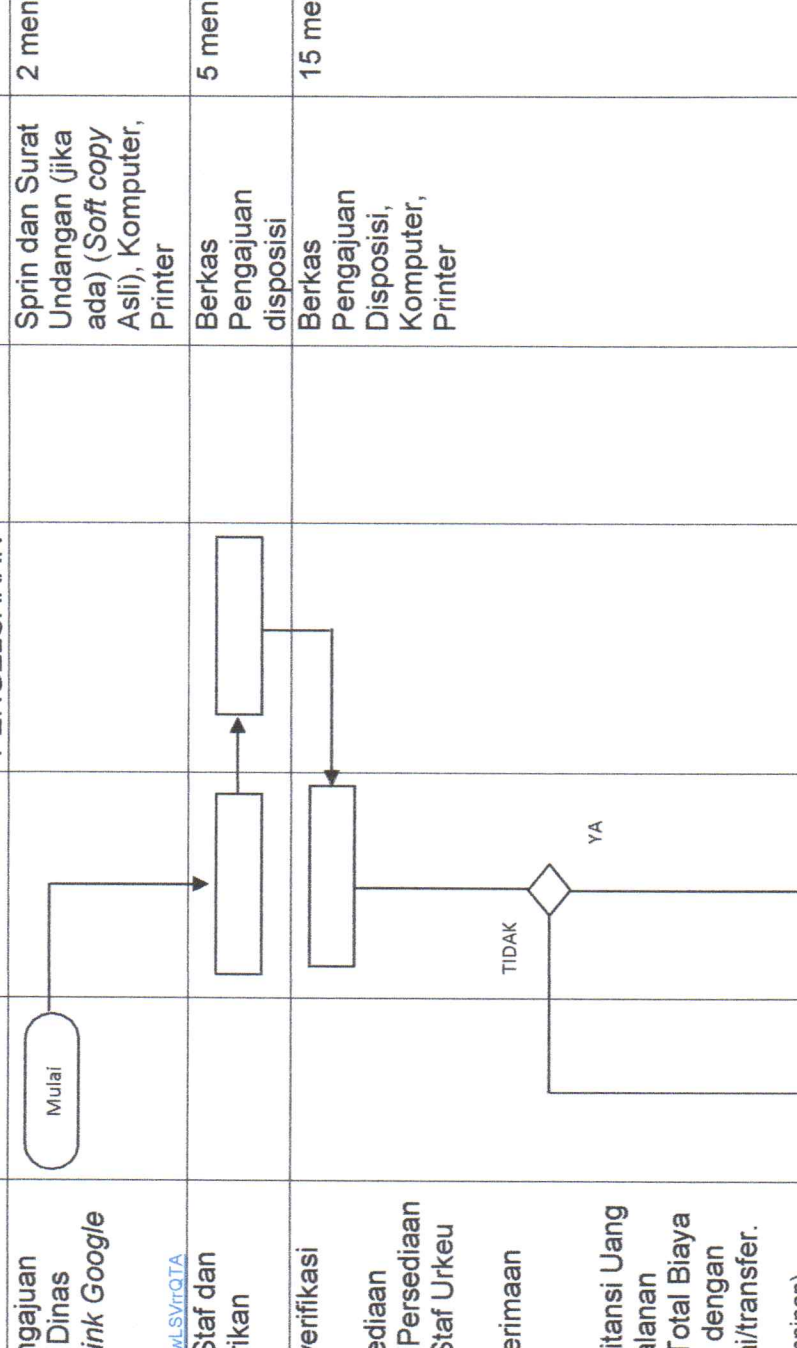 ngajuan
Dinas
ink Google
wLSVrrQTA
Mulai
Sprin dan Surat
Undangan (jika
ada) (Soft copy
Asli), Komputer,
Printer
2 men
Staf dan
rikan
Berkas
Pengajuan
disposisi
5 men
verifikasi
ediaan
Persediaan
Staf Urkeu
erimaan
itansi Uang
alanan
Total Biaya
dengan
ai/transfer.
TIDAK
YA
Berkas
Pengajuan
Disposisi,
Komputer,
Printer
15 me